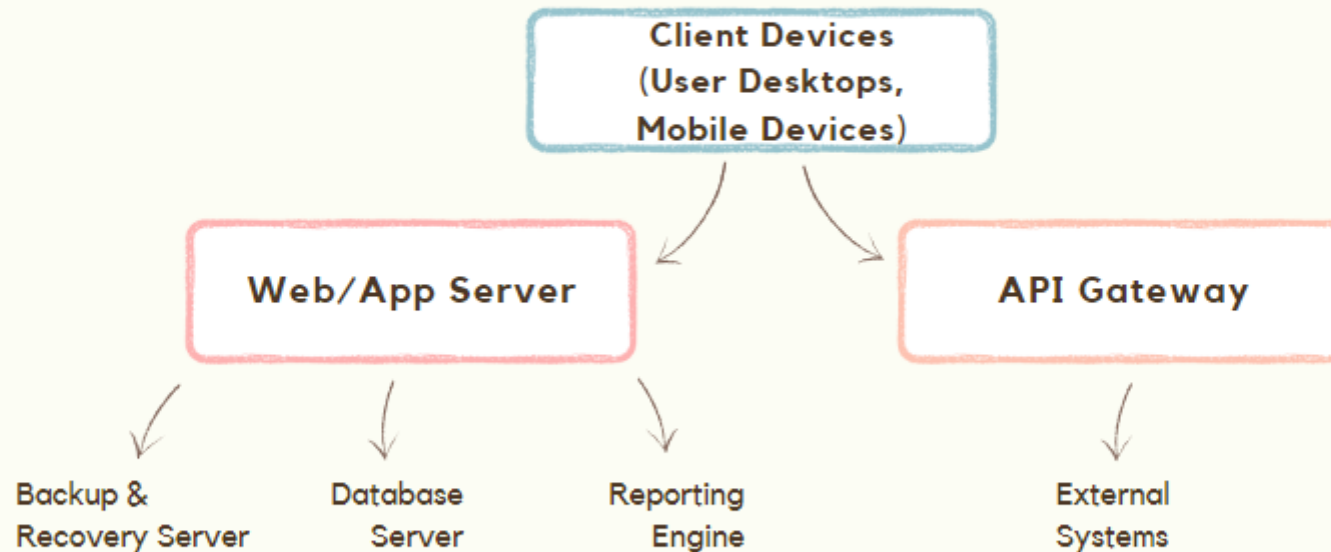 Client Devices
(User Desktops,
Mobile Devices)
Web/App Server
API Gateway
Backup &
Recovery Server
Database
Server
Reporting
Engine
External
Systems